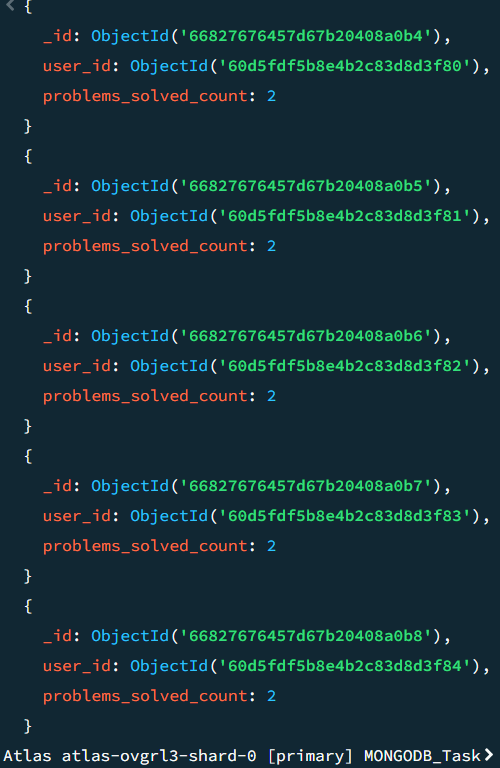 {
  _id: ObjectId('66827676457d67b20408a0b4'),
  user_id: ObjectId('60d5fdf5b8e4b2c83d8d3f80'),
  problems_solved_count: 2
}
{
  _id: ObjectId('66827676457d67b20408a0b5'),
  user_id: ObjectId('60d5fdf5b8e4b2c83d8d3f81'),
  problems_solved_count: 2
}
{
  _id: ObjectId('66827676457d67b20408a0b6'),
  user_id: ObjectId('60d5fdf5b8e4b2c83d8d3f82'),
  problems_solved_count: 2
}
{
  _id: ObjectId('66827676457d67b20408a0b7'),
  user_id: ObjectId('60d5fdf5b8e4b2c83d8d3f83'),
  problems_solved_count: 2
}
{
  _id: ObjectId('66827676457d67b20408a0b8'),
  user_id: ObjectId('60d5fdf5b8e4b2c83d8d3f84'),
  problems_solved_count: 2
}
Atlas atlas-ovgrl3-shard-0 [primary] MONGODB_Task>